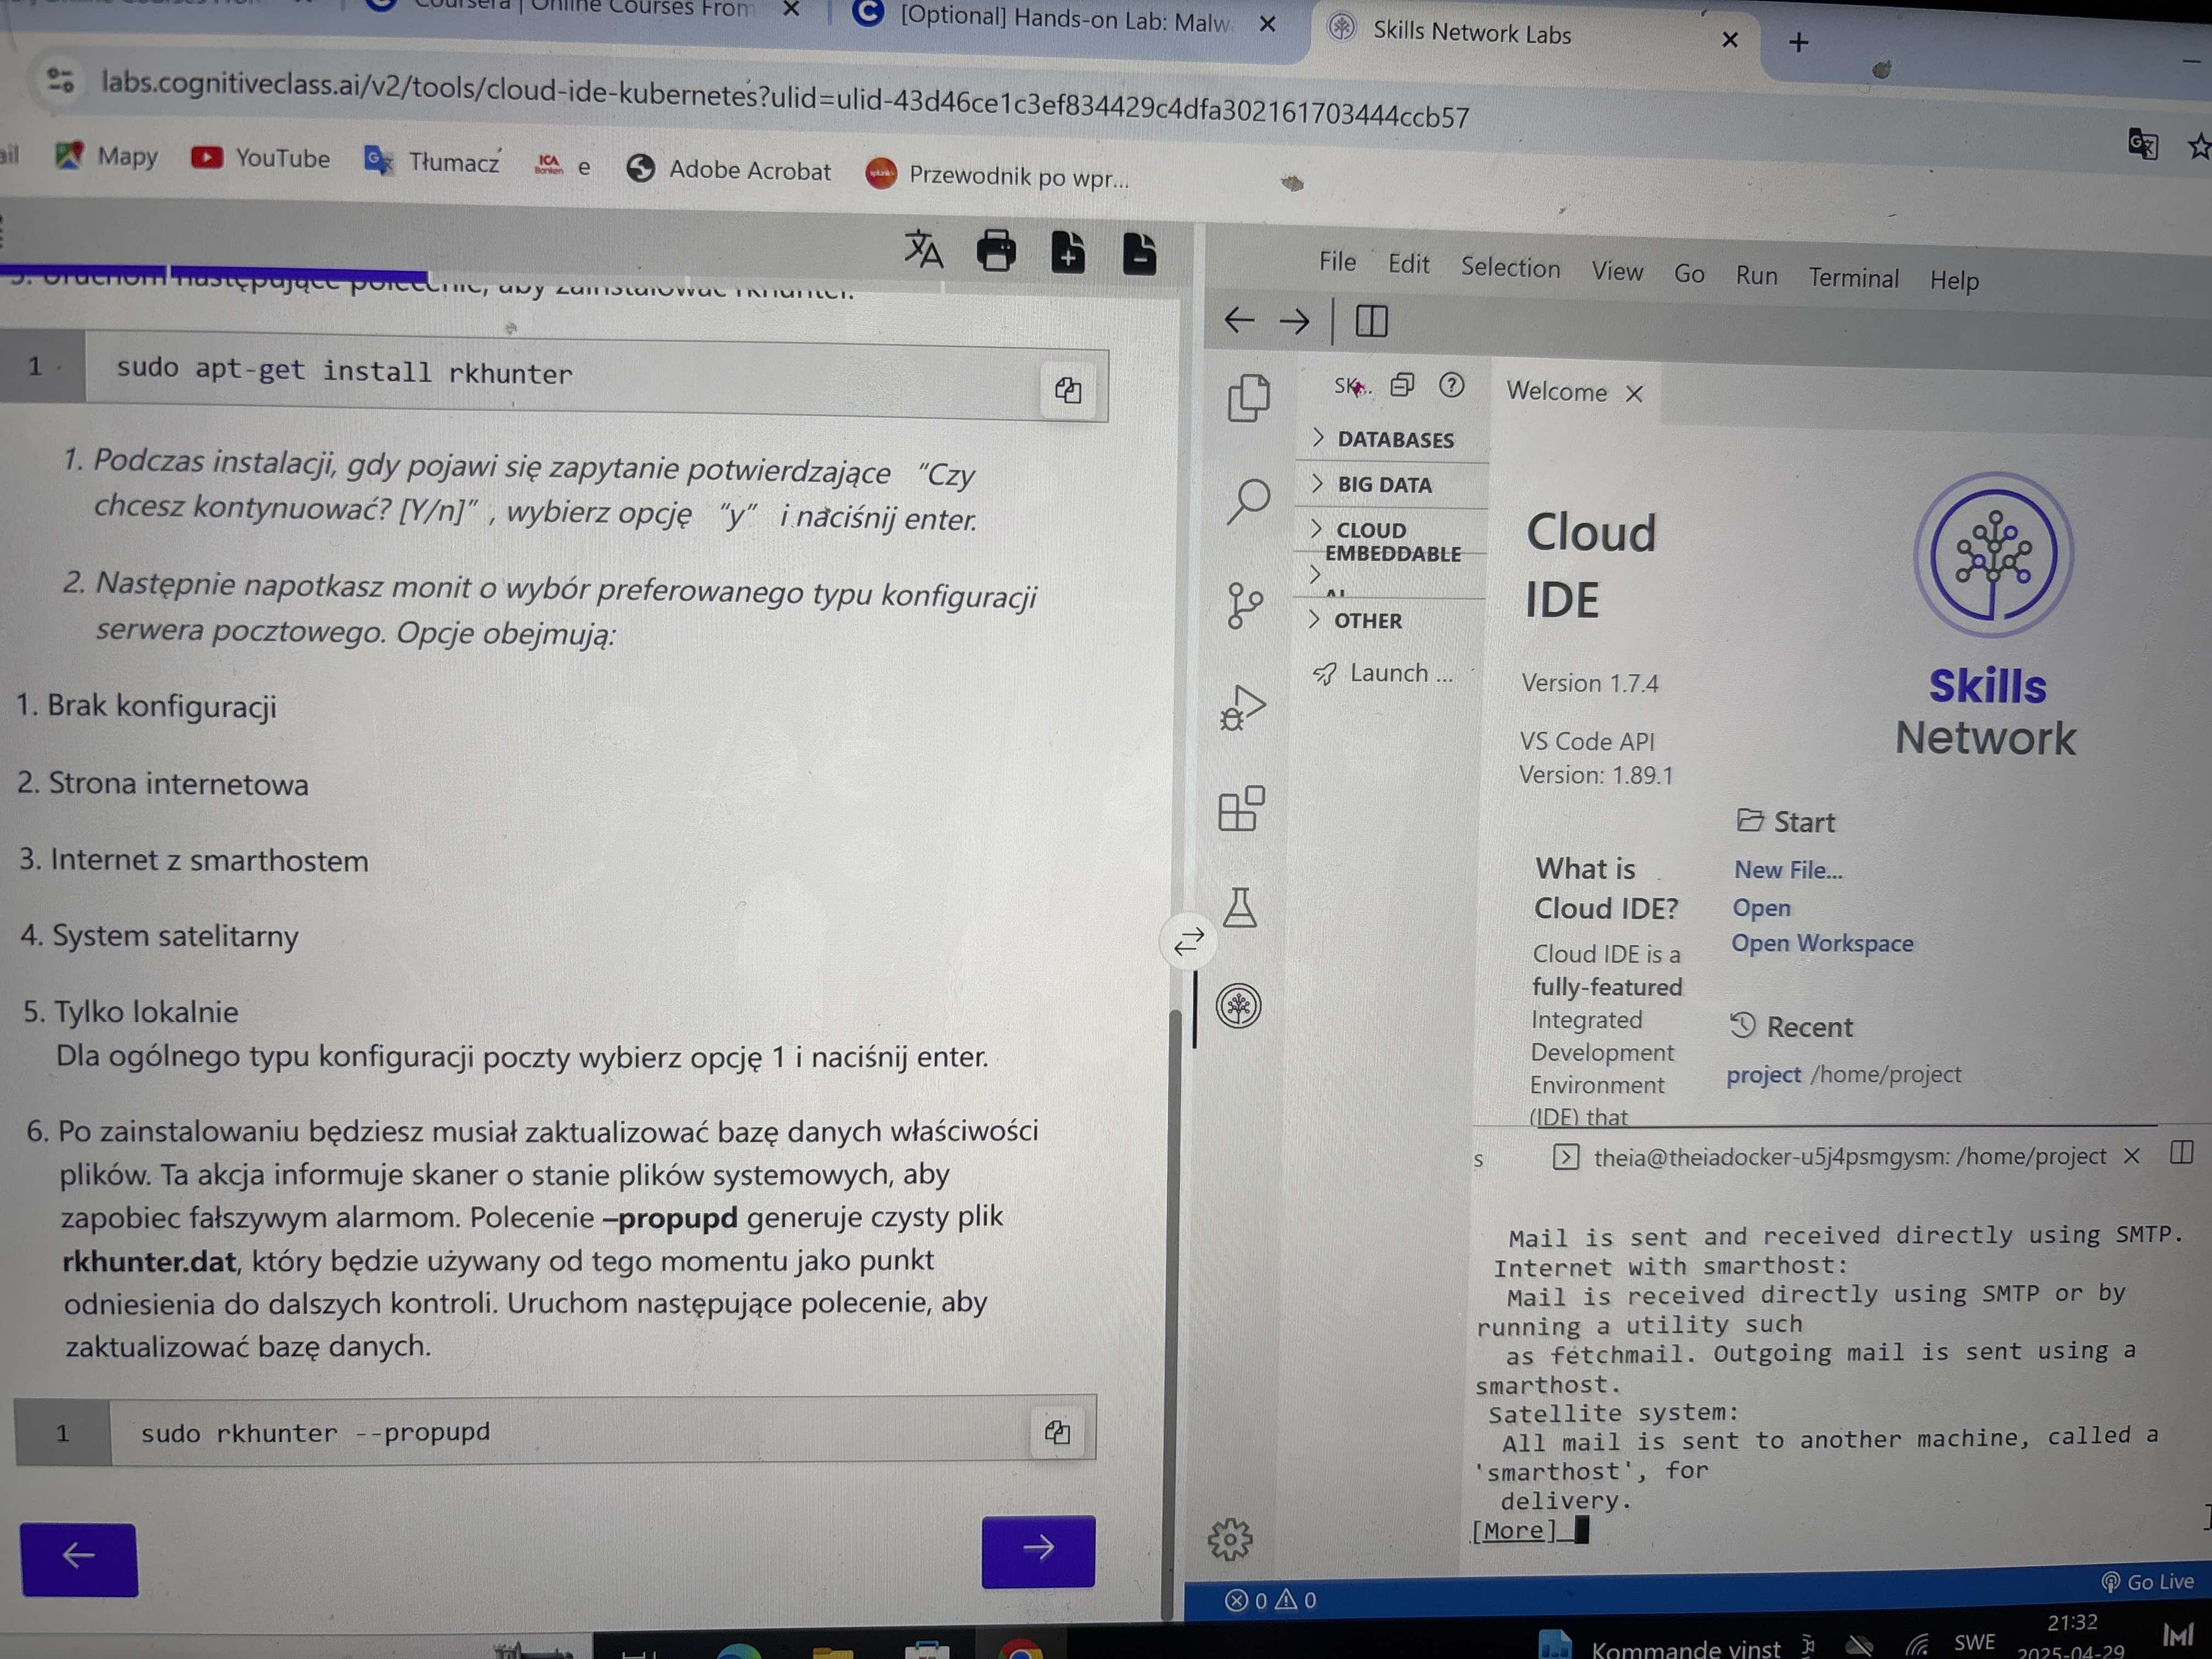 Coursera | Online Courses From
[Optional] Hands-on Lab: Malw
Skills Network Labs
labs.cognitiveclass.ai/v2/tools/cloud-ide-kubernetes?ulid=ulid-43d46ce1c3ef834429c4dfa302161703444ccb57
ail
Mapy
YouTube
Tłumacz
ICA Banken
e
Adobe Acrobat
Przewodnik po wpr...
File Edit Selection View Go Run Terminal Help
5. Uruchom następujące polecenie, aby zainstalować rkhunter.
1 sudo apt-get install rkhunter
1. Podczas instalacji, gdy pojawi się zapytanie potwierdzające "Czy
chcesz kontynuować? [Y/n]" , wybierz opcję "y" i naciśnij enter.
2. Następnie napotkasz monit o wybór preferowanego typu konfiguracji
serwera pocztowego. Opcje obejmują:
1. Brak konfiguracji
2. Strona internetowa
3. Internet z smarthostem
4. System satelitarny
5. Tylko lokalnie
Dla ogólnego typu konfiguracji poczty wybierz opcję 1 i naciśnij enter.
6. Po zainstalowaniu będziesz musiał zaktualizować bazę danych właściwości
plików. Ta akcja informuje skaner o stanie plików systemowych, aby
zapobiec fałszywym alarmom. Polecenie –propupd generuje czysty plik
rkhunter.dat, który będzie używany od tego momentu jako punkt
odniesienia do dalszych kontroli. Uruchom następujące polecenie, aby
zaktualizować bazę danych.
1 sudo rkhunter --propupd
SK...
DATABASES
BIG DATA
CLOUD
EMBEDDABLE
AI
OTHER
Launch ...
Welcome
Cloud
IDE
Version 1.7.4
VS Code API
Version: 1.89.1
Skills
Network
What is
Cloud IDE?
Cloud IDE is a
fully-featured
Integrated
Development
Environment
(IDE) that
Start
New File...
Open
Open Workspace
Recent
project /home/project
s
theia@theiadocker-u5j4psmgysm: /home/project
Mail is sent and received directly using SMTP.
Internet with smarthost:
Mail is received directly using SMTP or by
running a utility such
as fetchmail. Outgoing mail is sent using a
smarthost.
Satellite system:
All mail is sent to another machine, called a
'smarthost', for
delivery.
[More]
0 0
Go Live
Kommande vinst
SWE
21:32
2025-04-29